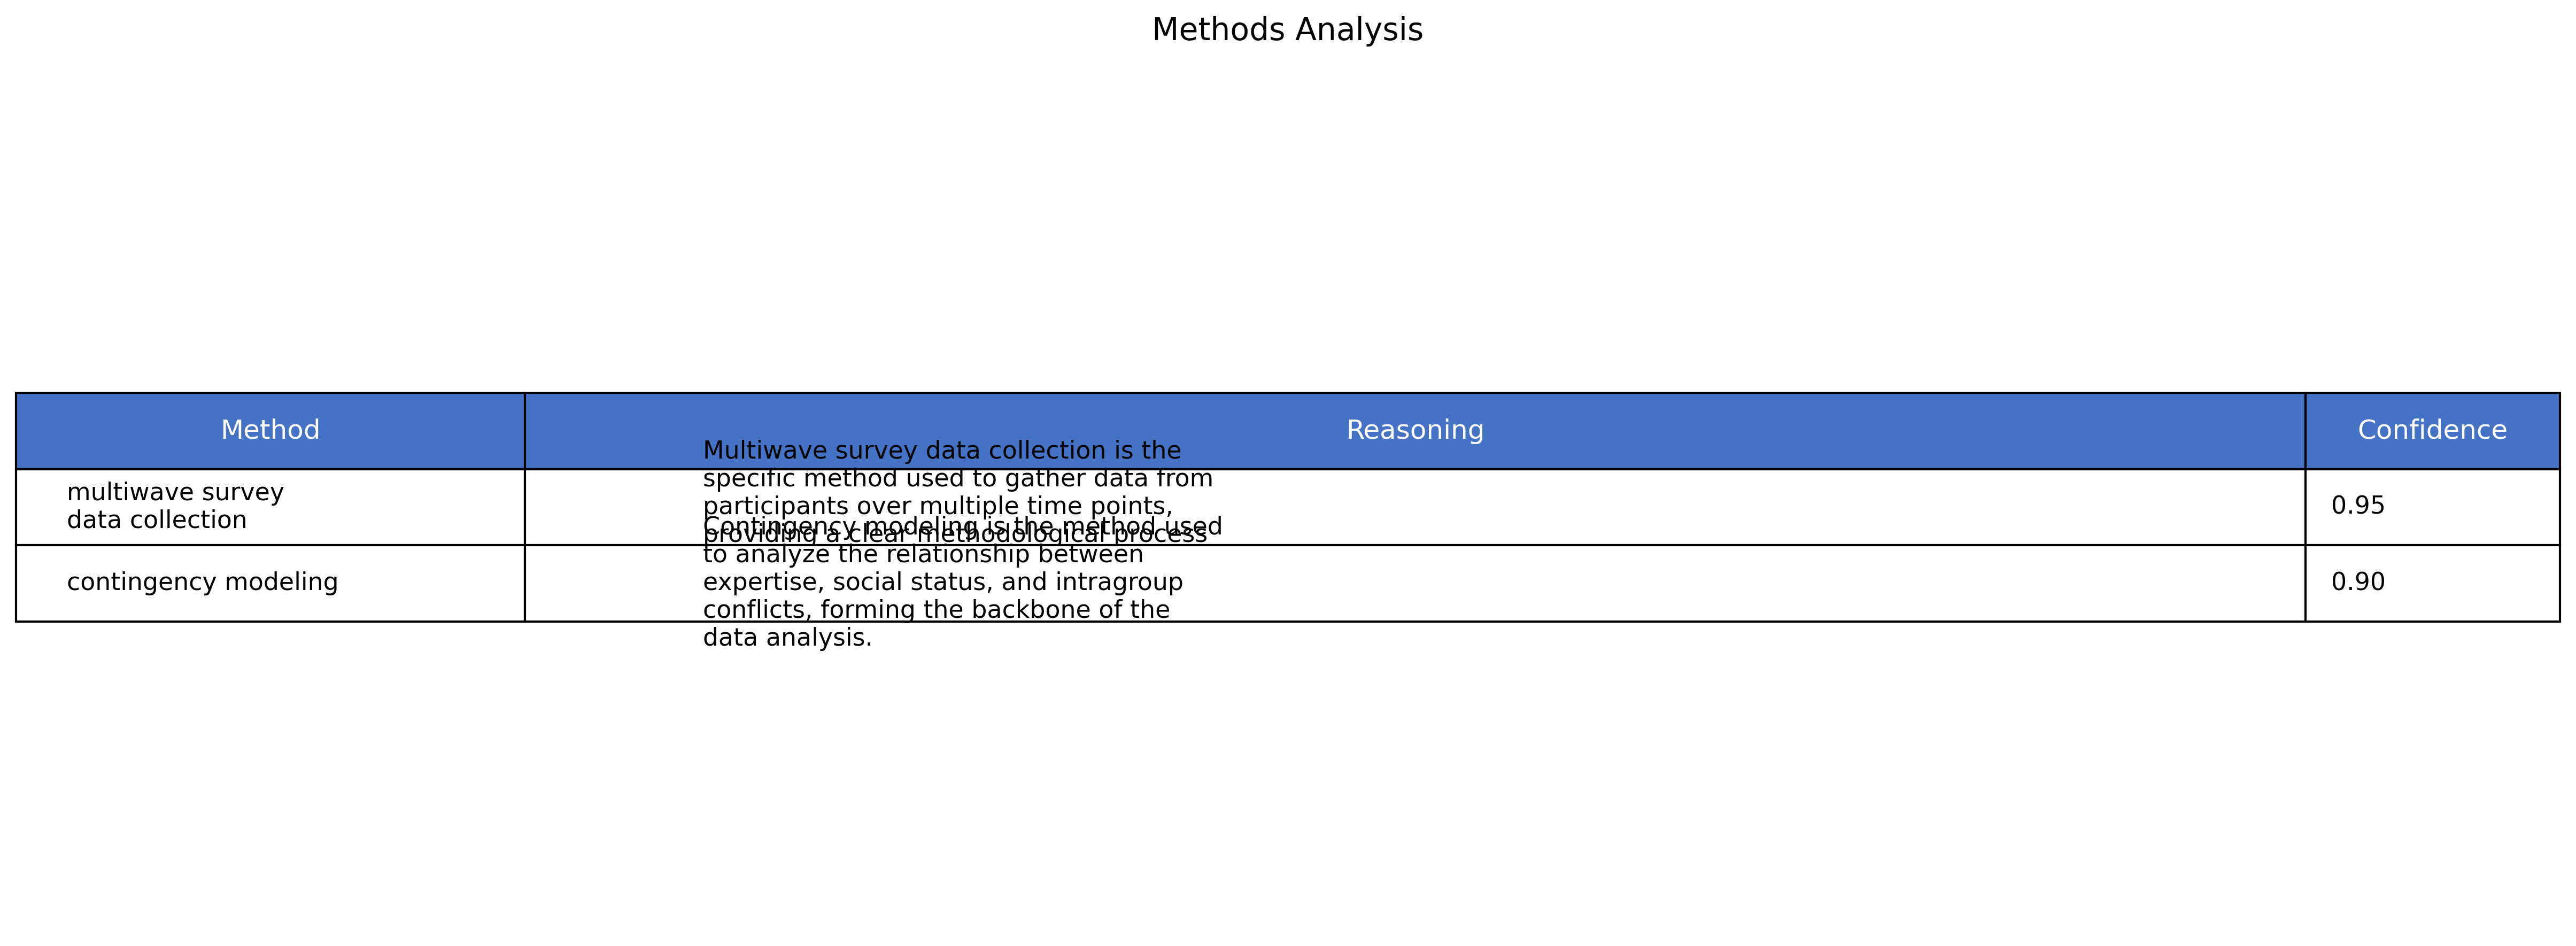 Methods Analysis
Method Reasoning Confidence
multiwave survey
data collection
Multiwave survey data collection is the
specific method used to gather data from
participants over multiple time points,
providing a clear methodological process
0.95
contingency modeling
Contingency modeling is the method used
to analyze the relationship between
expertise, social status, and intragroup
conflicts, forming the backbone of the
data analysis.
0.90